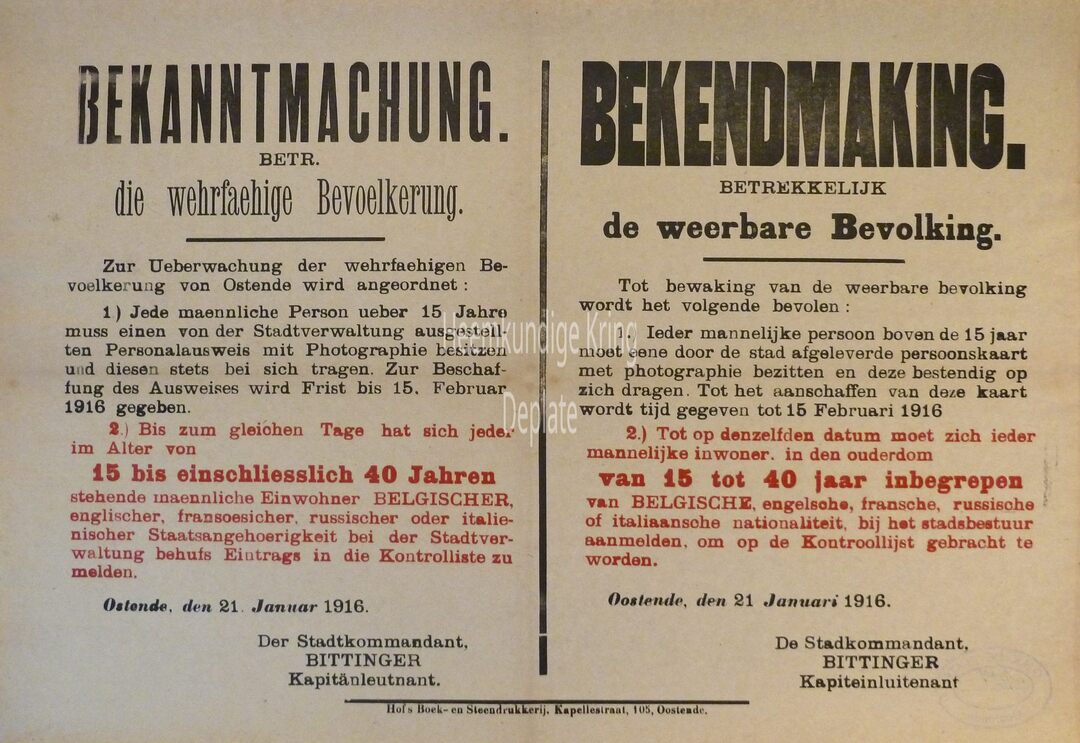 BEKANNTMACHUNG.
BETR.
die wehrfaehige Bevoelkerung.
Zur Ueberwachung der wehrfaehigen Be-
voelkerung von Ostende wird angeordnet :
1) Jede maennliche Person ueber 15 Jahre
muss einen von der Stadtverwaltung ausgestell-
ten Personalausweis mit Photographie besitzen
und diesen stets bei sich tragen. Zur Beschaf-
fung des Ausweises wird Frist bis 15. Februar
1916 gegeben.
2.) Bis zum gleichen Tage hat sich jeder
im Alter von
15 bis einschliesslich 40 Jahren
stehende maennliche Einwohner BELGISCHER,
englischer, fransoesicher, russischer oder italie-
nischer Staatsangehoerigkeit bei der Stadtver-
waltung behufs Eintrags in die Kontrolliste zu
melden.
Ostende, den 21. Januar 1916.
Der Stadtkommandant,
BITTINGER
Kapitänleutnant.
BEKENDMAKING.
BETREKKELIJK
de weerbare Bevolking.
Tot bewaking van de weerbare bevolking
wordt het volgende bevolen :
1. Ieder mannelijke persoon boven de 15 jaar
moet eene door de stad afgeleverde persoonskaart
met photographie bezitten en deze bestendig op
zich dragen. Tot het aanschaffen van deze kaart
wordt tijd gegeven tot 15 Februari 1916
2.) Tot op denzelfden datum moet zich ieder
mannelijke inwoner. in den ouderdom
van 15 tot 40 jaar inbegrepen
van BELGISCHE, engelsche, fransche, russische
of italiaansche nationaliteit, bij het stadsbestuur
aanmelden, om op de Kontroollijst gebracht te
worden.
Oostende, den 21 Januari 1916.
De Stadkommandant,
BITTINGER
Kapiteinluitenant
Hof's Boek- en Steendrukkerij. Kapellestraat, 105, Oostende.
Heemkundige Kring
Deplate